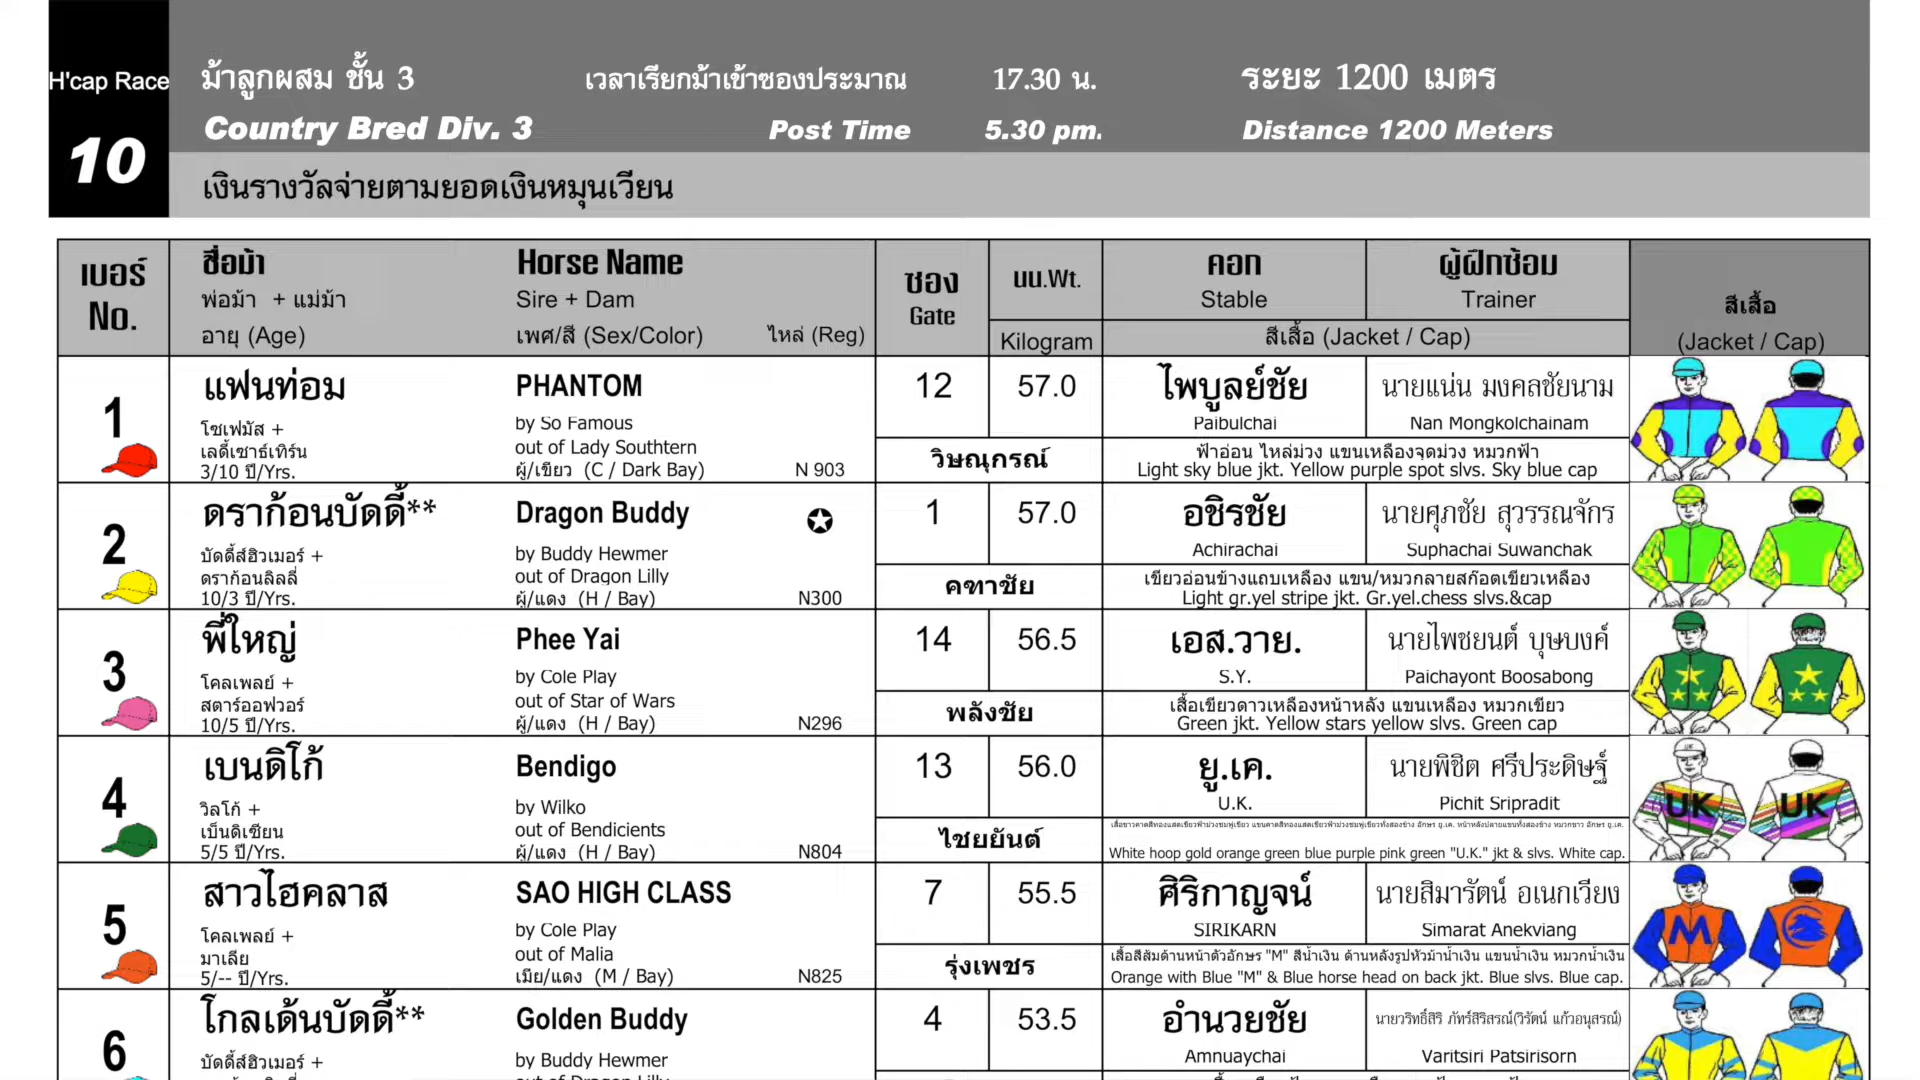 H'cap Race
10
ม้าลูกผสม ชั้น 3 เวลาเรียกม้าเข้าซองประมาณ 17.30 น. ระยะ 1200 เมตร
Country Bred Div. 3 Post Time 5.30 pm. Distance 1200 Meters
เงินรางวัลจ่ายตามยอดเงินหมุนเวียน
เบอร์
No.
ชื่อม้า Horse Name
พ่อม้า + แม่ม้า Sire + Dam
อายุ (Age) เพศ/สี (Sex/Color) ไหล่ (Reg)
ซอง
Gate
นน.Wt.
Kilogram
คอก
Stable
ผู้ฝึกซ้อม
Trainer
สีเสื้อ (Jacket / Cap)
สีเสื้อ
(Jacket / Cap)
1
แฟนท่อม PHANTOM 12 57.0 ไพบูลย์ชัย นายแน่น มงคลชัยนาม
โซเฟมัส + by So Famous Paibulchai Nan Mongkolchainam
เลดี้เซาธ์เทิร์น out of Lady Southtern วิษณุกรณ์ ฟ้าอ่อน ไหล่ม่วง แขนเหลืองจุดม่วง หมวกฟ้า
3/10 ปี/Yrs. ผู้/เขียว (C / Dark Bay) N 903 Light sky blue jkt. Yellow purple spot slvs. Sky blue cap
2
ดราก้อนบัดดี้** Dragon Buddy 1 57.0 อชิรชัย นายศุภชัย สุวรรณจักร
บัดดี้ส์ฮิวเมอร์ + by Buddy Hewmer Achirachai Suphachai Suwanchak
ดราก้อนลิลลี่ out of Dragon Lilly คฑาชัย เขียวอ่อนข้างแถบเหลือง แขน/หมวกลายสก๊อตเขียวเหลือง
10/3 ปี/Yrs. ผู้/แดง (H / Bay) N300 Light gr.yel stripe jkt. Gr.yel.chess slvs.&cap
3
พี่ใหญ่ Phee Yai 14 56.5 เอส.วาย. นายไพชยนต์ บุษบงค์
โคลเพลย์ + by Cole Play S.Y. Paichayont Boosabong
สตาร์ออฟวอร์ out of Star of Wars พลังชัย เสื้อเขียวดาวเหลืองหน้าหลัง แขนเหลือง หมวกเขียว
10/5 ปี/Yrs. ผู้/แดง (H / Bay) N296 Green jkt. Yellow stars yellow slvs. Green cap
4
เบนดิโก้ Bendigo 13 56.0 ยู.เค. นายพิชิต ศรีประดิษฐ์
วิลโก้ + by Wilko U.K. Pichit Sripradit
เบ็นดิเซียน out of Bendicients ไชยยันต์
5/5 ปี/Yrs. ผู้/แดง (H / Bay) N804 White hoop gold orange green blue purple pink green "U.K." jkt & slvs. White cap.
UK UK
5
สาวไฮคลาส SAO HIGH CLASS 7 55.5 ศิริกาญจน์ นายสิมารัตน์ อเนกเวียง
โคลเพลย์ + by Cole Play SIRIKARN Simarat Anekviang
มาเลีย out of Malia รุ่งเพชร เสื้อสีส้มด้านหน้าตัวอักษร "M" สีน้ำเงิน ด้านหลังรูปหัวม้าน้ำเงิน แขนน้ำเงิน หมวกน้ำเงิน
5/-- ปี/Yrs. เมีย/แดง (M / Bay) N825 Orange with Blue "M" & Blue horse head on back jkt. Blue slvs. Blue cap.
M
6
โกลเด้นบัดดี้** Golden Buddy 4 53.5 อำนวยชัย นายวริทธิ์สิริ ภัทร์สิริสรณ์(วิรัตน์ แก้วอนุสรณ์)
บัดดี้ส์ฮิวเมอร์ + by Buddy Hewmer Amnuaychai Varitsiri Patsirisorn